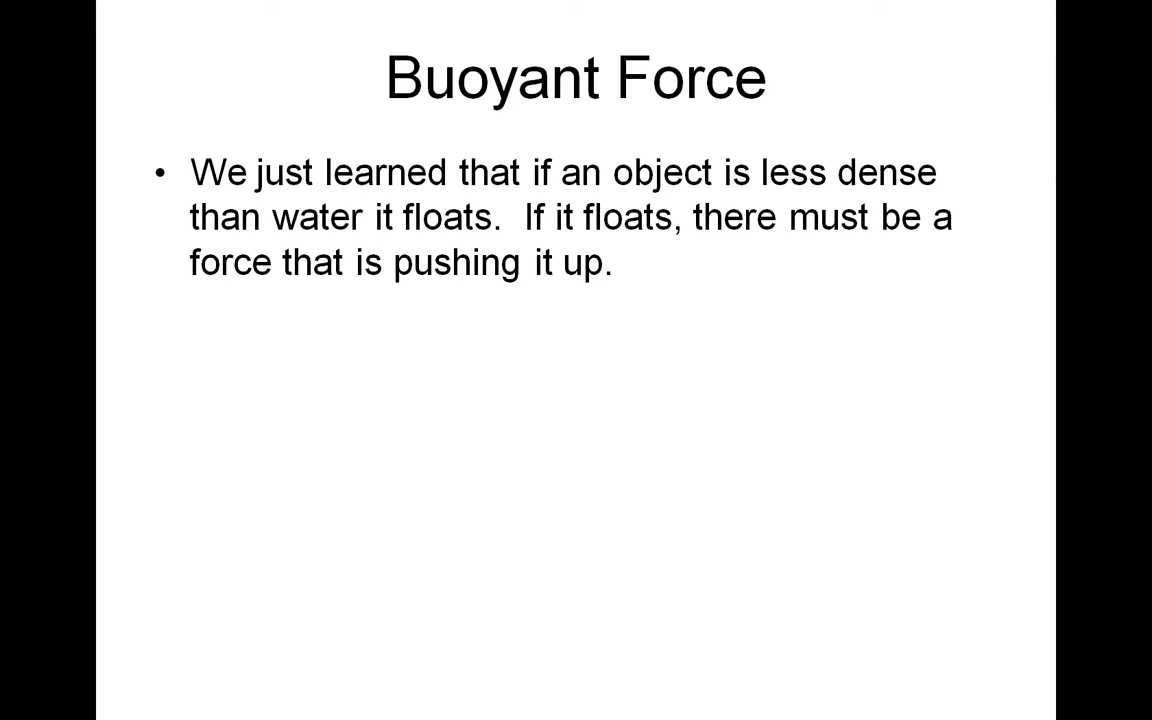 Buoyant Force
• We just learned that if an object is less dense
than water it floats.  If it floats, there must be a
force that is pushing it up.